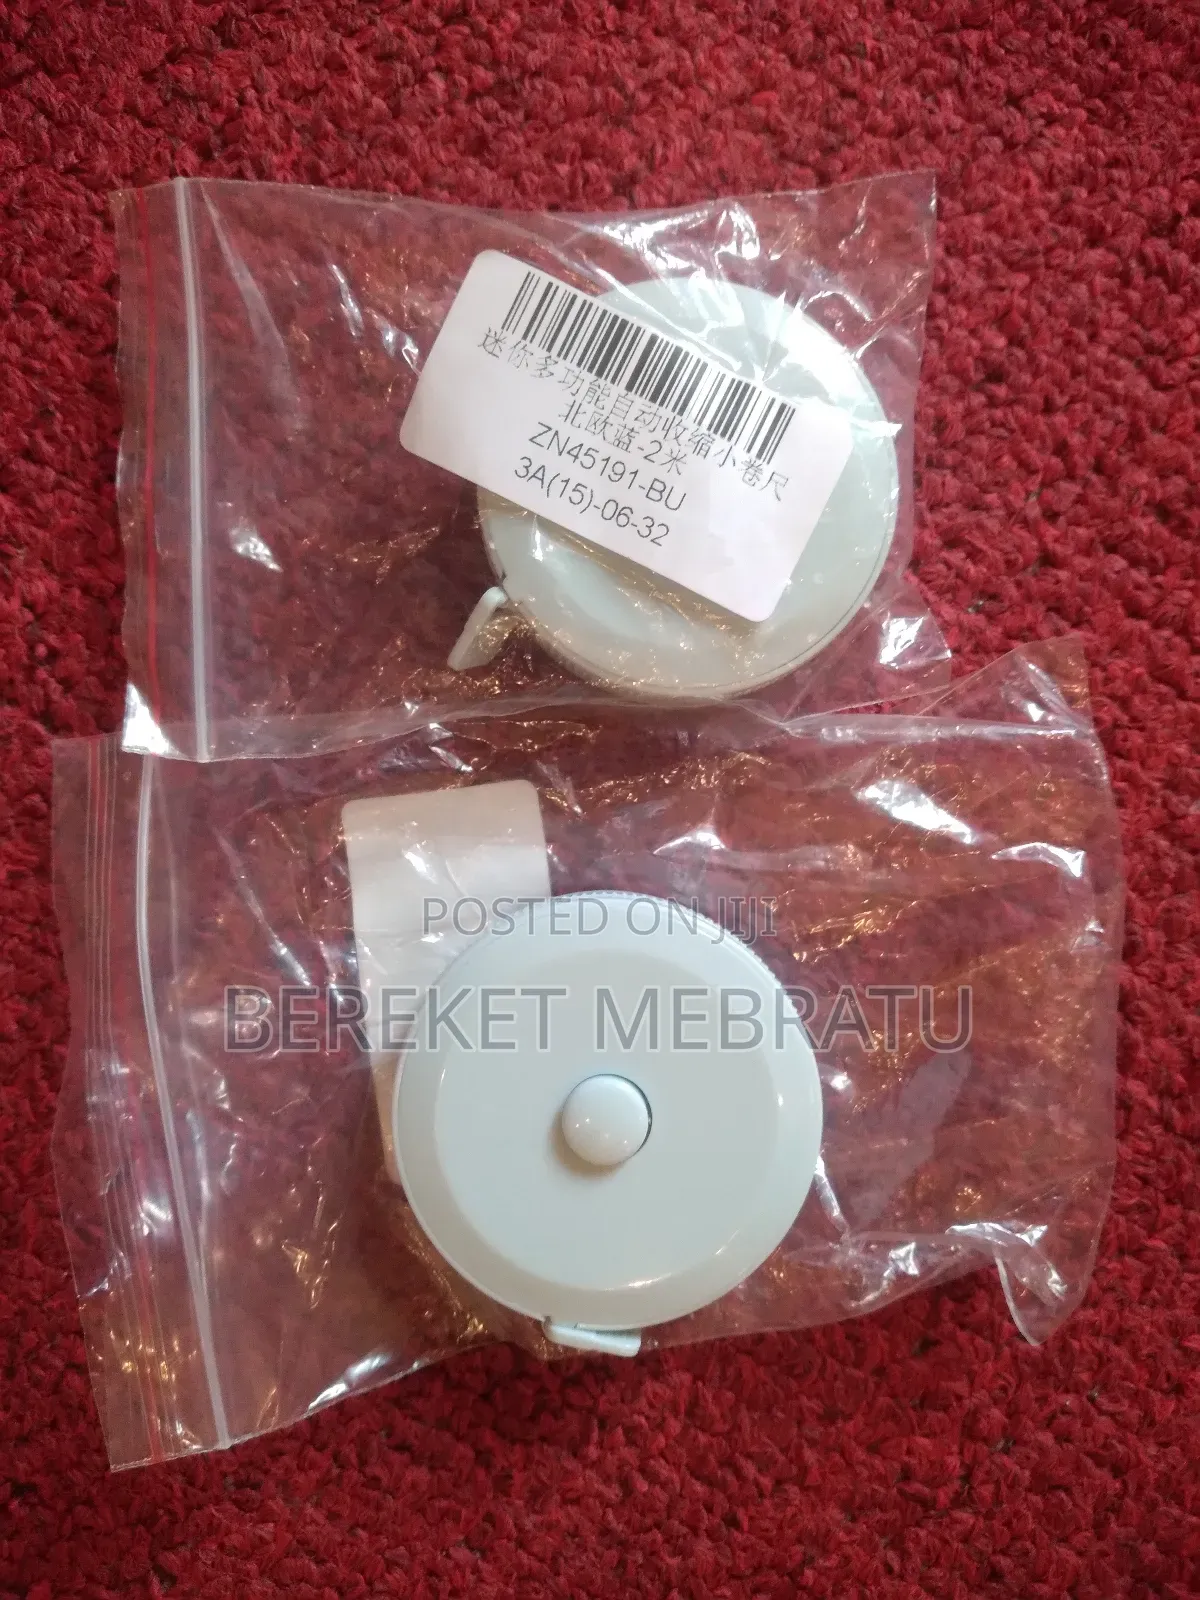 迷你多功能自动收缩小卷尺
北欧蓝-2米
ZN45191-BU
3A(15)-06-32
POSTED ON JIJI
BEREKET MEBRATU